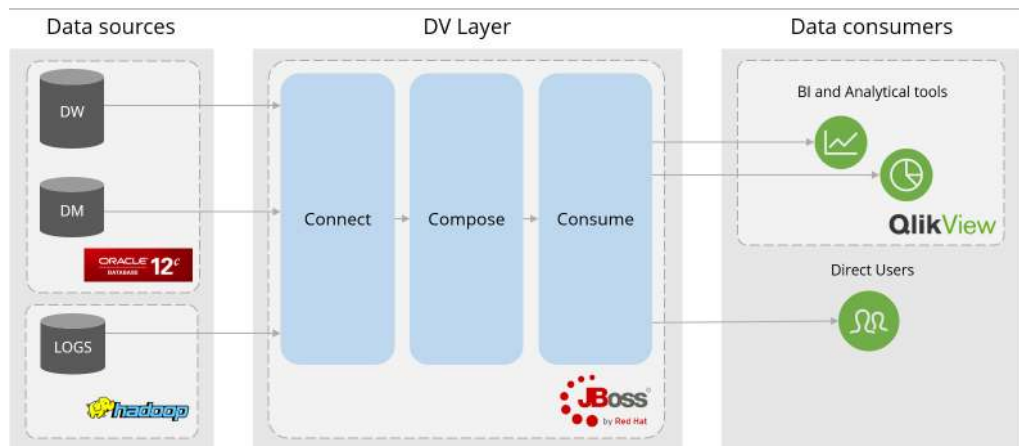 Data sources
DV Layer
Data consumers
DW
DM
ORACLE®
DATABASE
12c
LOGS
hadoop
Connect
Compose
Consume
JBoss®
by Red Hat
BI and Analytical tools
QlikView
Direct Users